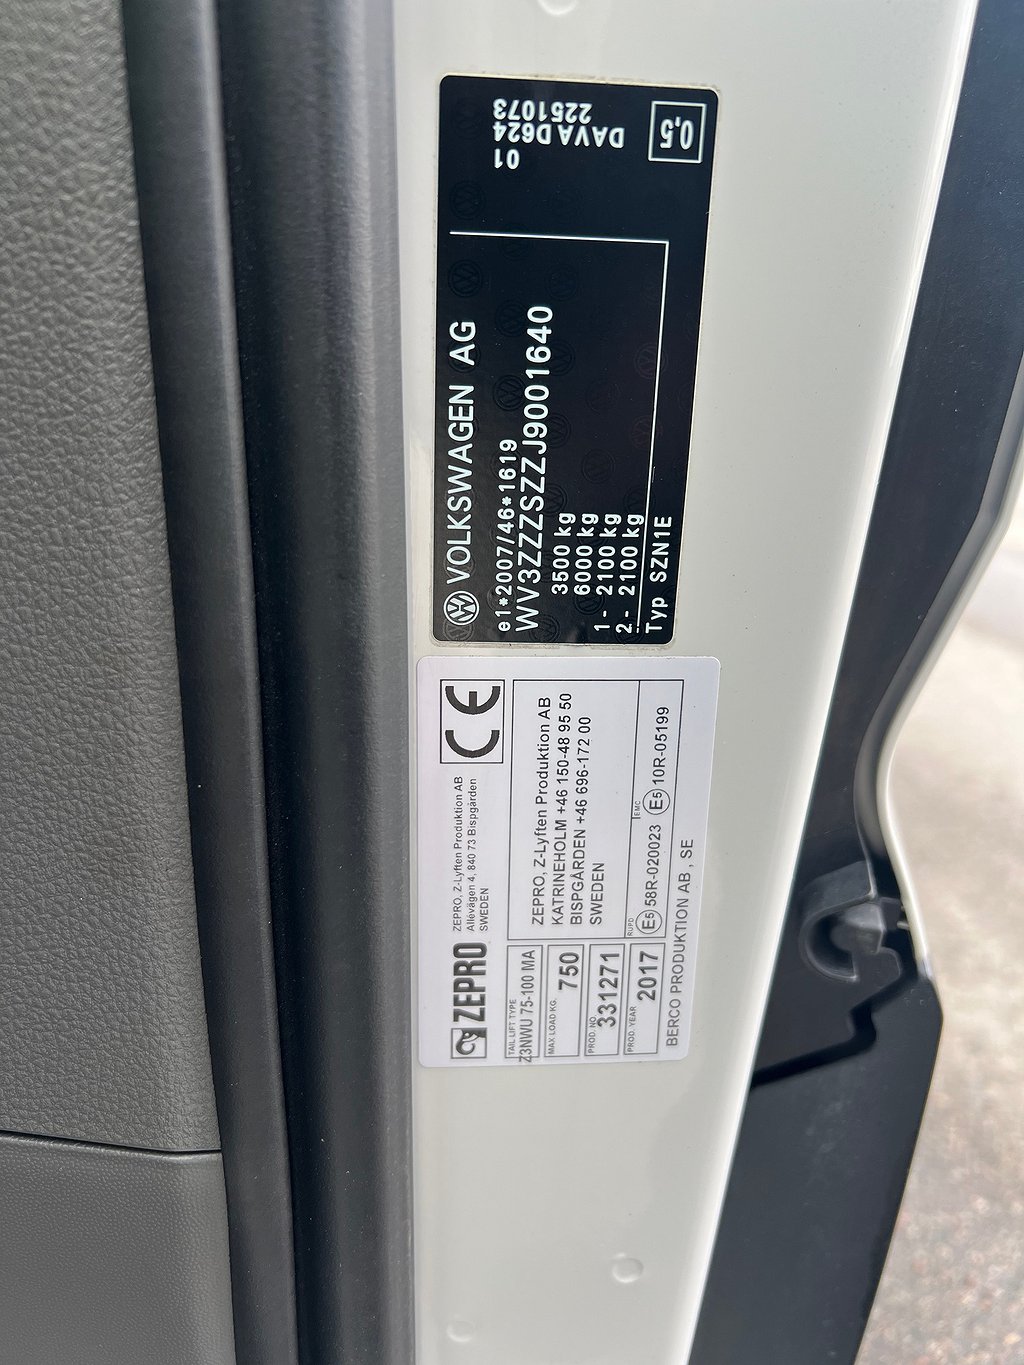 VOLKSWAGEN AG
e1*2007/46*1619
WV3ZZZSZZJ9001640
3500 kg
6000 kg
1- 2100 kg
2- 2100 kg
Typ SZN1E
01
DAVA D624
2251073
0,5
ZEPRO
ZEPRO, Z-Lyften Produktion AB
Allévägen 4, 840 73 Bispgården
SWEDEN
CE
TAIL LIFT TYPE
Z3NWU 75-100 MA
MAX LOAD KG.
750
PROD. NO.
331271
PROD. YEAR
2017
ZEPRO, Z-Lyften Produktion AB
KATRINEHOLM +46 150-48 95 50
BISPGÅRDEN +46 696-172 00
SWEDEN
RUPD
E5 58R-020023
EMC
E5 10R-05199
BERCO PRODUKTION AB , SE